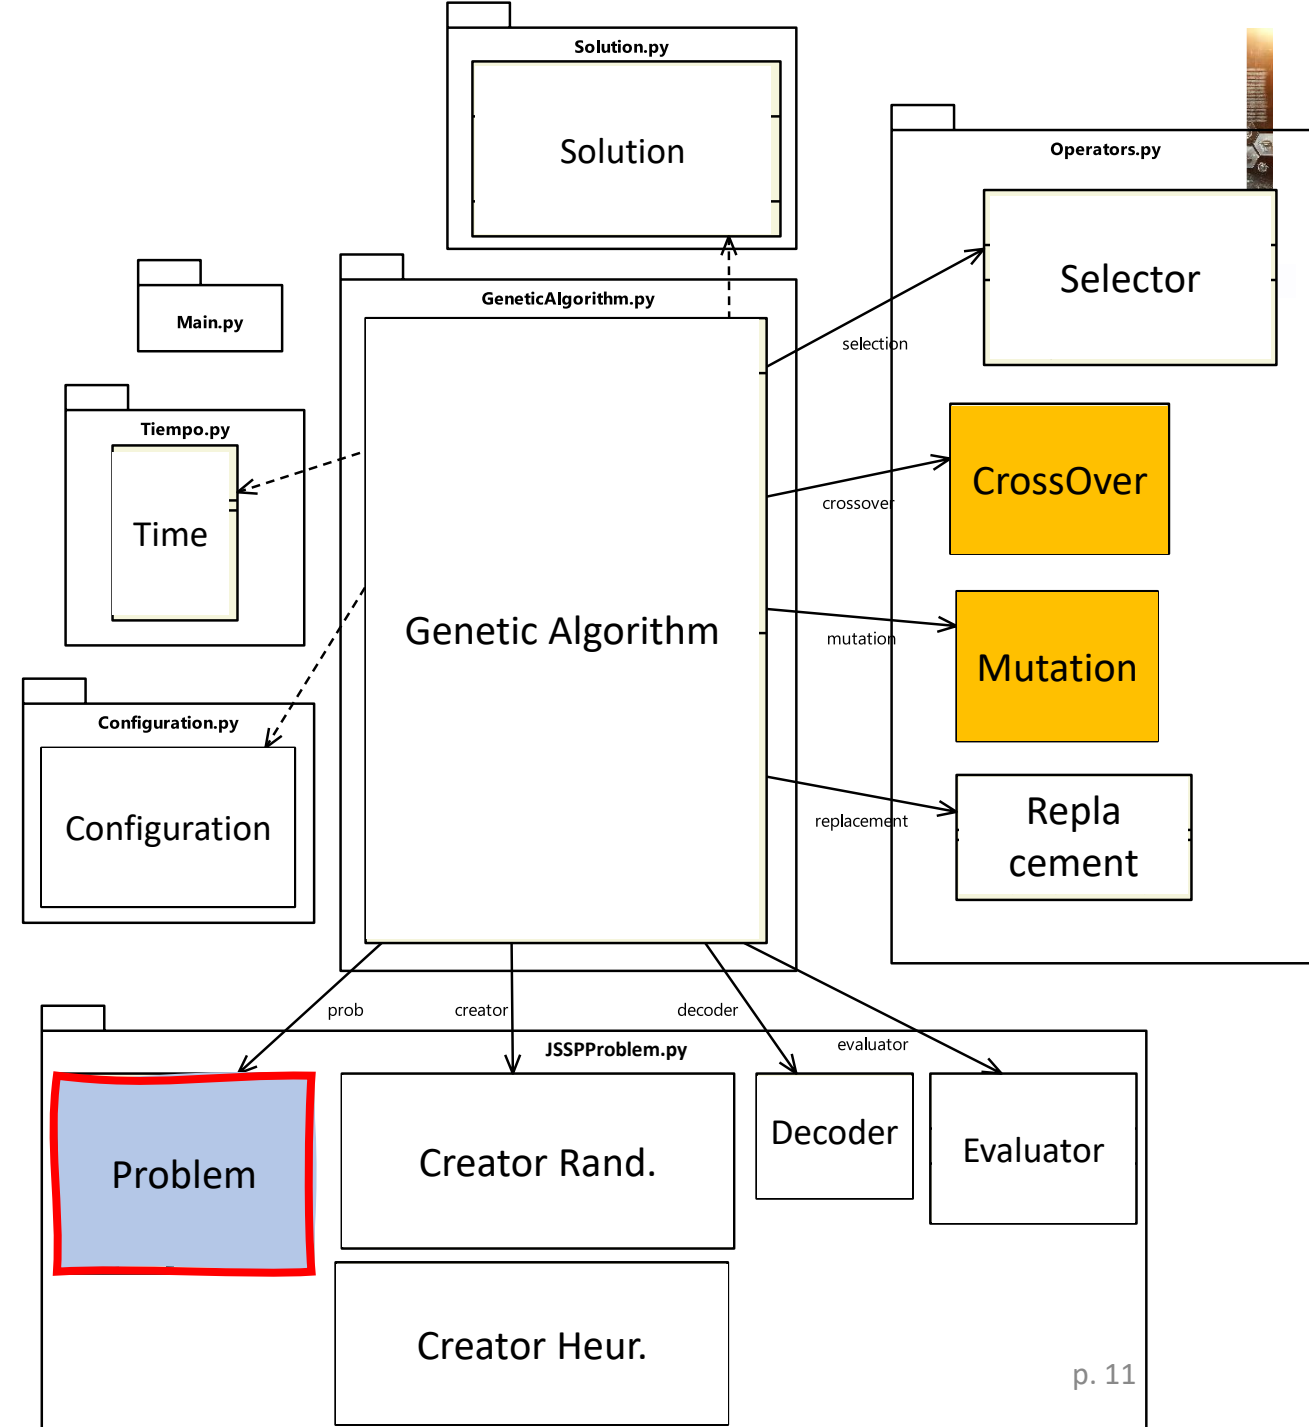 Solution.py
Solution
Operators.py
Selector
Main.py
GeneticAlgorithm.py
selection
Tiempo.py
Time
CrossOver
crossover
Genetic Algorithm
mutation
Mutation
Configuration.py
Configuration
replacement
Repla
cement
prob
creator
decoder
evaluator
JSSPProblem.py
Problem
Creator Rand.
Decoder
Evaluator
Creator Heur.
p. 11